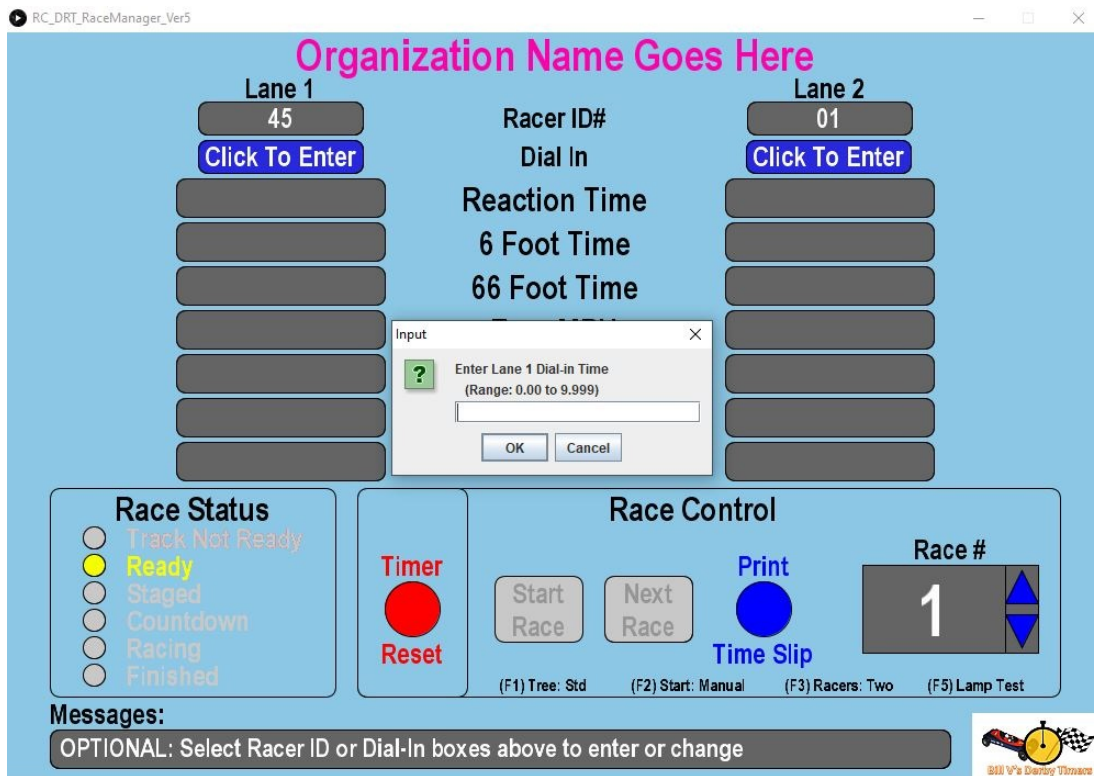 RC_DRT_RaceManager_Ver5
Organization Name Goes Here
Lane 1
Lane 2
45
Racer ID#
01
Click To Enter
Dial In
Click To Enter
Reaction Time
6 Foot Time
66 Foot Time
Input
Enter Lane 1 Dial-in Time
(Range: 0.00 to 9.999)
OK
Cancel
Race Status
Track Not Ready
Ready
Staged
Countdown
Racing
Finished
Race Control
Timer
Reset
Start
Race
Next
Race
Print
Time Slip
Race #
1
(F1) Tree: Std
(F2) Start: Manual
(F3) Racers: Two
(F5) Lamp Test
Messages:
OPTIONAL: Select Racer ID or Dial-In boxes above to enter or change
Bill V's Derby Timers